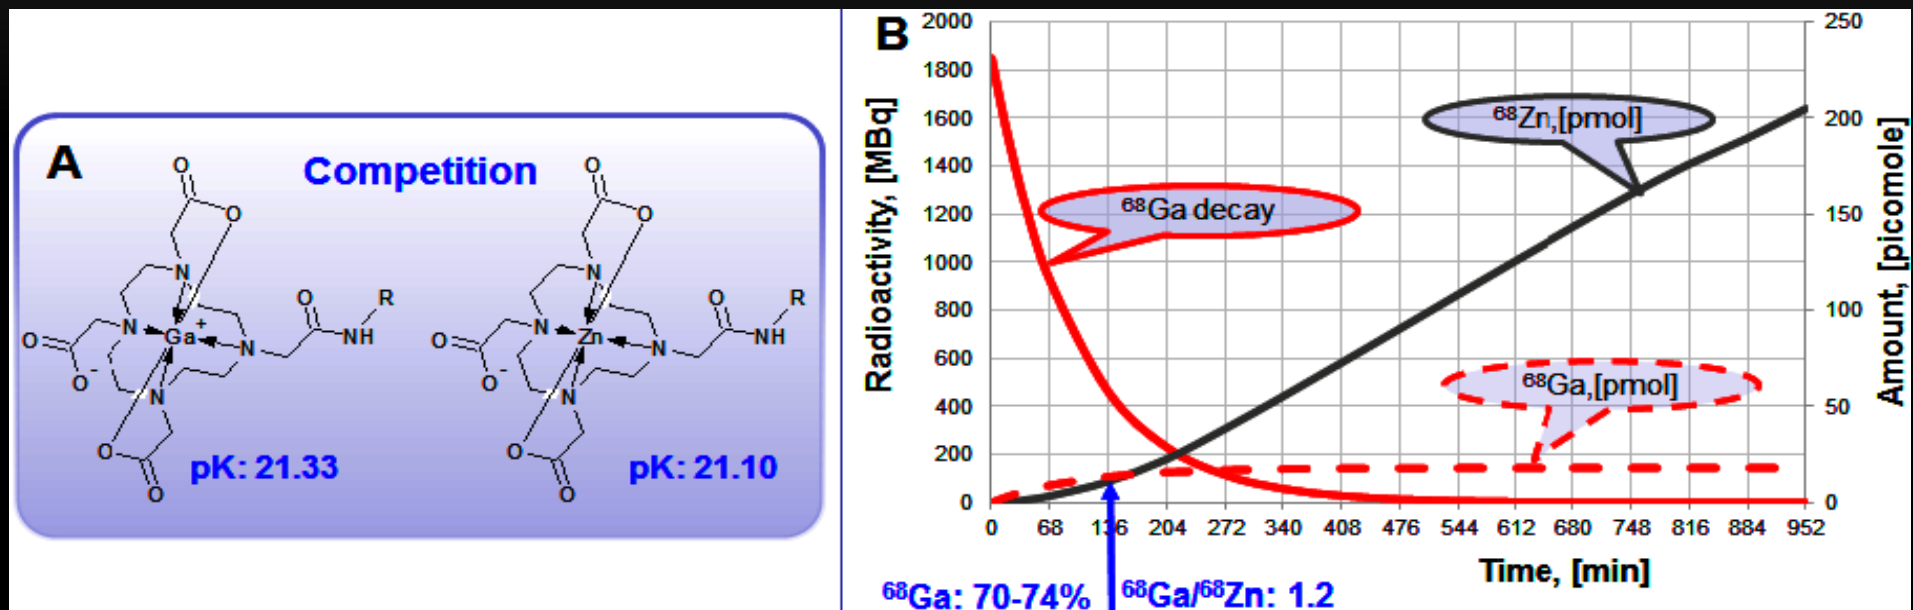 A
Competition
O
O
N
O
R
O
N
Ga+
N
NH
O-
N
O
O
pK: 21.33
O
O
N
O
R
O
N
Zn
N
NH
O-
N
O
O
pK: 21.10
B
Radioactivity, [MBq]
2000
1800
1600
1400
1200
1000
800
600
400
200
0
68Ga decay
68Zn,[pmol]
68Ga,[pmol]
250
200
150
100
50
0
Amount, [picomole]
0 68 136 204 272 340 408 476 544 612 680 748 816 884 952
Time, [min]
68Ga: 70-74%
68Ga/68Zn: 1.2